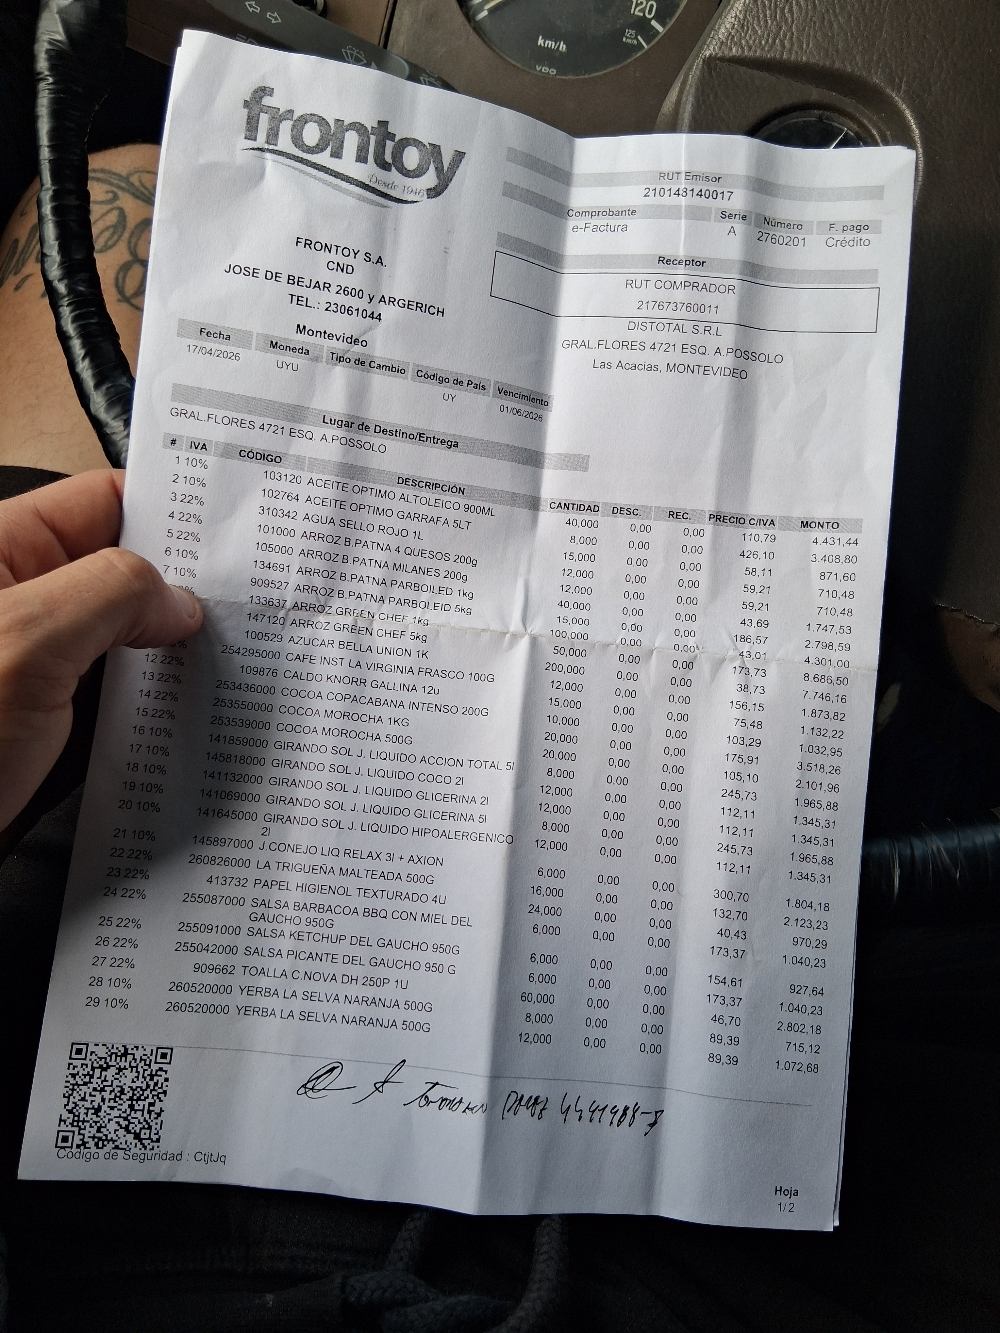 120
125
km/h
km/h
VDO
frontoy
Desde 1946
FRONTOY S.A.
CND
JOSE DE BEJAR 2600 y ARGERICH
TEL.: 23061044
Montevideo
RUT Emisor
210148140017
Comprobante Serie Número F. pago
e-Factura A 2760201 Crédito
Receptor
RUT COMPRADOR
217673760011
DISTOTAL S.R.L
GRAL.FLORES 4721 ESQ. A.POSSOLO
Las Acacias, MONTEVIDEO
Fecha Moneda Tipo de Cambio Código de País Vencimiento
17/04/2026 UYU UY 01/06/2026
Lugar de Destino/Entrega
GRAL.FLORES 4721 ESQ. A.POSSOLO
# IVA CÓDIGO DESCRIPCIÓN CANTIDAD DESC. REC. PRECIO C/IVA MONTO
1 10% 103120 ACEITE OPTIMO ALTOLEICO 900ML 40,000 0,00 0,00 110,79 4.431,44
2 10% 102764 ACEITE OPTIMO GARRAFA 5LT 8,000 0,00 0,00 426,10 3.408,80
3 22% 310342 AGUA SELLO ROJO 1L 15,000 0,00 0,00 58,11 871,60
4 22% 101000 ARROZ B.PATNA 4 QUESOS 200g 12,000 0,00 0,00 59,21 710,48
5 22% 105000 ARROZ B.PATNA MILANES 200g 12,000 0,00 0,00 59,21 710,48
6 10% 134691 ARROZ B.PATNA PARBOILED 1kg 40,000 0,00 0,00 43,69 1.747,53
7 10% 909527 ARROZ B.PATNA PARBOLEID 5kg 15,000 0,00 0,00 186,57 2.798,59
133637 ARROZ GREEN CHEF 1kg 100,000 0,00 0,00 43,01 4.301,00
147120 ARROZ GREEN CHEF 5kg 50,000 0,00 0,00 173,73 8.686,50
100529 AZUCAR BELLA UNION 1K 200,000 0,00 0,00 38,73 7.746,16
254295000 CAFE INST LA VIRGINIA FRASCO 100G 12,000 0,00 0,00 156,15 1.873,82
12 22% 109876 CALDO KNORR GALLINA 12u 15,000 0,00 0,00 75,48 1.132,22
13 22% 253436000 COCOA COPACABANA INTENSO 200G 10,000 0,00 0,00 103,29 1.032,95
14 22% 253550000 COCOA MOROCHA 1KG 20,000 0,00 0,00 175,91 3.518,26
15 22% 253539000 COCOA MOROCHA 500G 20,000 0,00 0,00 105,10 2.101,96
16 10% 141859000 GIRANDO SOL J. LIQUIDO ACCION TOTAL 5l 8,000 0,00 0,00 245,73 1.965,88
17 10% 145818000 GIRANDO SOL J. LIQUIDO COCO 2l 12,000 0,00 0,00 112,11 1.345,31
18 10% 141132000 GIRANDO SOL J. LIQUIDO GLICERINA 2l 12,000 0,00 0,00 112,11 1.345,31
19 10% 141069000 GIRANDO SOL J. LIQUIDO GLICERINA 5l 8,000 0,00 0,00 245,73 1.965,88
20 10% 141645000 GIRANDO SOL J. LIQUIDO HIPOALERGENICO 12,000 0,00 0,00 112,11 1.345,31
2l
21 10% 145897000 J.CONEJO LIQ RELAX 3l + AXION 6,000 0,00 0,00 300,70 1.804,18
22 22% 260826000 LA TRIGUEÑA MALTEADA 500G 16,000 0,00 0,00 132,70 2.123,23
23 22% 413732 PAPEL HIGIENOL TEXTURADO 4U 24,000 0,00 0,00 40,43 970,29
24 22% 255087000 SALSA BARBACOA BBQ CON MIEL DEL 6,000 0,00 0,00 173,37 1.040,23
GAUCHO 950G
25 22% 255091000 SALSA KETCHUP DEL GAUCHO 950G 6,000 0,00 0,00 154,61 927,64
26 22% 255042000 SALSA PICANTE DEL GAUCHO 950 G 6,000 0,00 0,00 173,37 1.040,23
27 22% 909662 TOALLA C.NOVA DH 250P 1U 60,000 0,00 0,00 46,70 2.802,18
28 10% 260520000 YERBA LA SELVA NARANJA 500G 8,000 0,00 0,00 89,39 715,12
29 10% 260520000 YERBA LA SELVA NARANJA 500G 12,000 0,00 0,00 89,39 1.072,68
Código de Seguridad : CtjtJq
Hoja
1/2